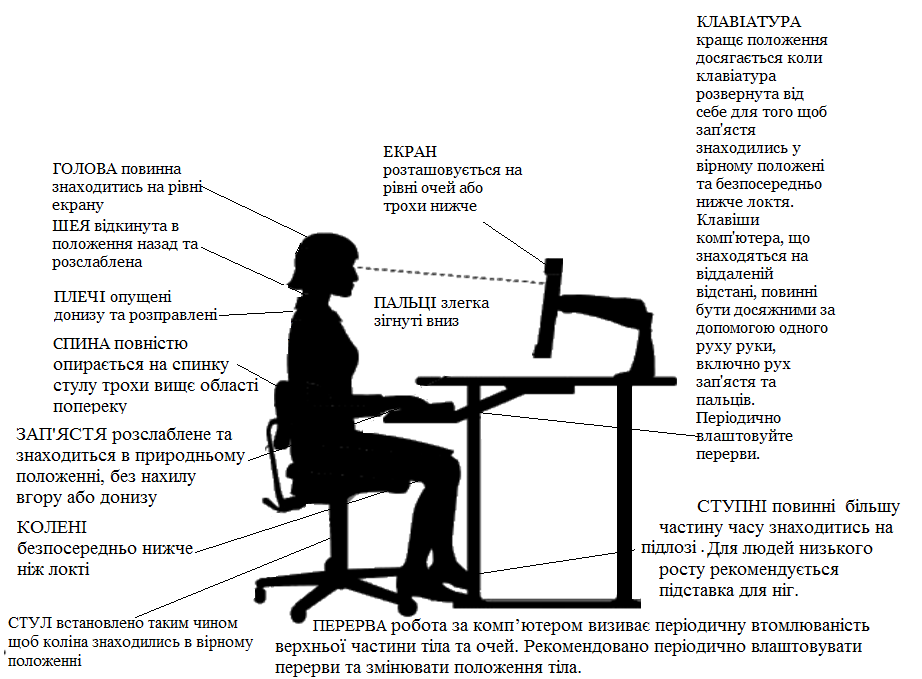 ГОЛОВА повинна
знаходитись на рівні
екрану
ШЕЯ відкинута в
положення назад та
розслаблена
ПЛЕЧІ опущені
донизу та розправлені
СПИНА повністю
опирається на спинку
стулу трохи вищє області
попереку
ЗАП'ЯСТЯ розслаблене та
знаходиться в природньому
положенні, без нахилу
вгору або донизу
КОЛЕНІ
безпосередньо нижче
ніж локті
СТУЛ встановлено таким чином
щоб коліна знаходились в вірному
положенні
ЕКРАН
розташовується на
рівні очей або
трохи нижче
ПАЛЬЦІ злегка
зігнуті вниз
КЛАВІАТУРА
кращє положення
досягається коли
клавіатура
розвернута від
себе для того щоб
зап'ястя
знаходились у
вірному положені
та безпосередньо
нижче локтя.
Клавіши
комп'ютера, що
знаходяться на
віддаленій
відстані, повинні
бути досяжними за
допомогою одного
руху руки,
включно рух
зап'ястя та
пальців.
Періодично
влаштовуйте
перерви.
СТУПНІ повинні більшу
частину часу знаходитись на
підлозі . Для людей низького
росту рекомендується
підставка для ніг.
ПЕРЕРВА робота за комп’ютером визиває періодичну втомлюваність
верхньої частини тіла та очей. Рекомендовано періодично влаштовувати
перерви та змінювати положення тіла.